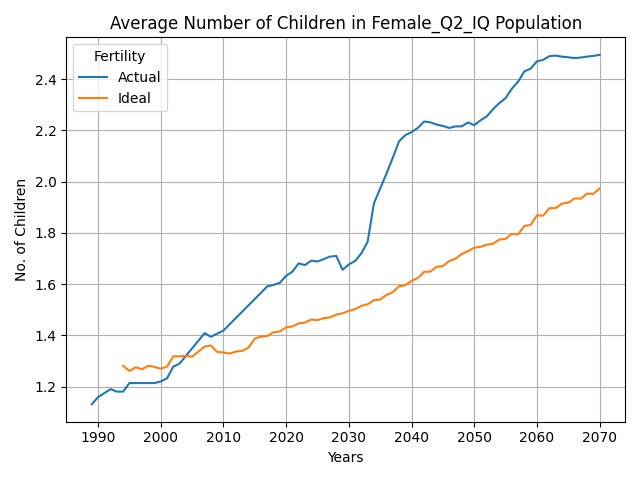 Average Number of Children in Female_Q2_IQ Population
Fertility
Actual
Ideal
No. of Children
2.4
2.2
2.0
1.8
1.6
1.4
1.2
1990 2000 2010 2020 2030 2040 2050 2060 2070
Years